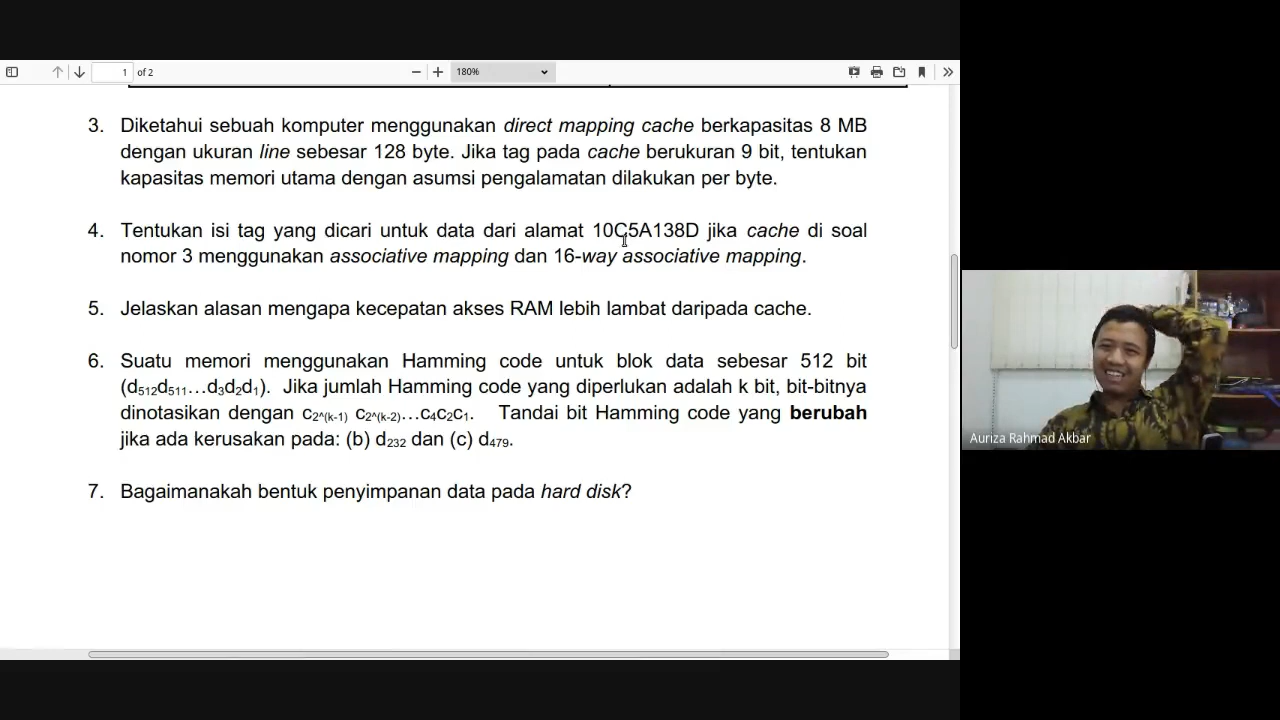 1 of 2 180%
3. Diketahui sebuah komputer menggunakan direct mapping cache berkapasitas 8 MB
dengan ukuran line sebesar 128 byte. Jika tag pada cache berukuran 9 bit, tentukan
kapasitas memori utama dengan asumsi pengalamatan dilakukan per byte.
4. Tentukan isi tag yang dicari untuk data dari alamat 10C5A138D jika cache di soal
nomor 3 menggunakan associative mapping dan 16-way associative mapping.
5. Jelaskan alasan mengapa kecepatan akses RAM lebih lambat daripada cache.
6. Suatu memori menggunakan Hamming code untuk blok data sebesar 512 bit
(d₅₁₂d₅₁₁…d₃d₂d₁). Jika jumlah Hamming code yang diperlukan adalah k bit, bit-bitnya
dinotasikan dengan c2^(k-1) c2^(k-2)…c₄c₂c₁. Tandai bit Hamming code yang berubah
jika ada kerusakan pada: (b) d₂₃₂ dan (c) d₄₇₉.
7. Bagaimanakah bentuk penyimpanan data pada hard disk?
Auriza Rahmad Akbar